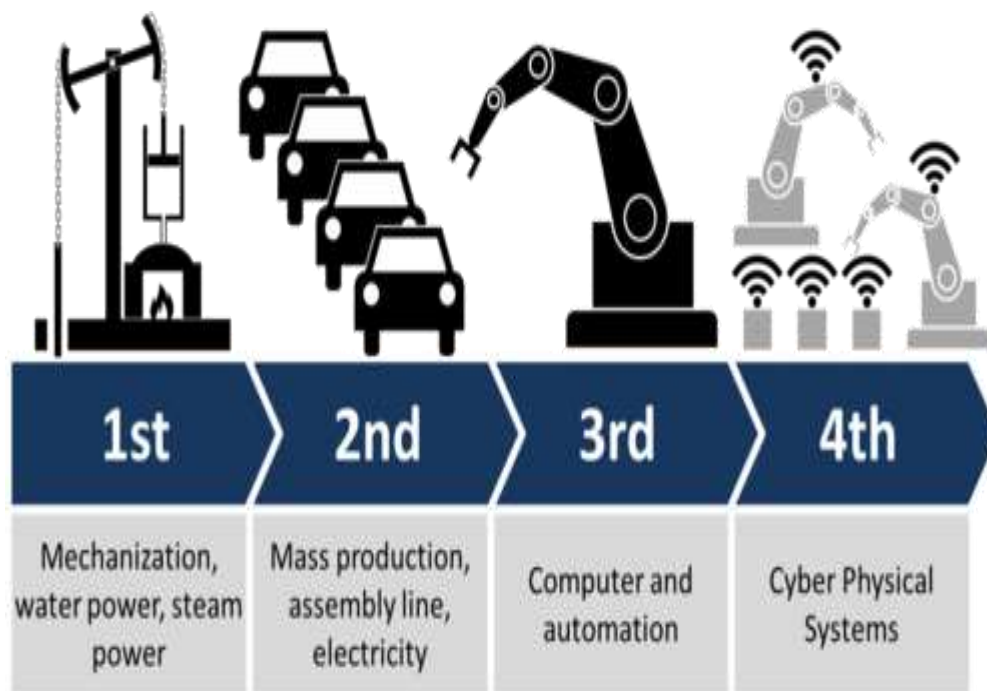 1st
2nd
3rd
4th
Mechanization,
water power, steam
power
Mass production,
assembly line,
electricity
Computer and
automation
Cyber Physical
Systems